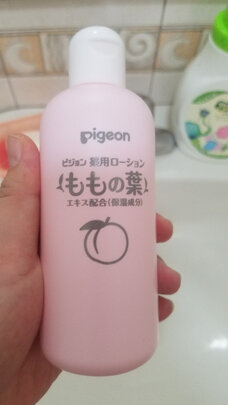 pigeon
ピジョン 薬用ローション
ももの葉
エキス配合(保湿成分)